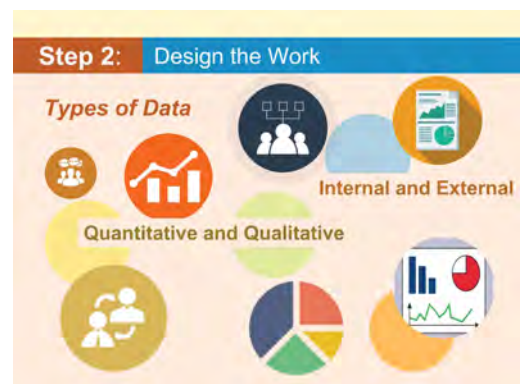 Step 2: Design the Work
Types of Data
Internal and External
Quantitative and Qualitative